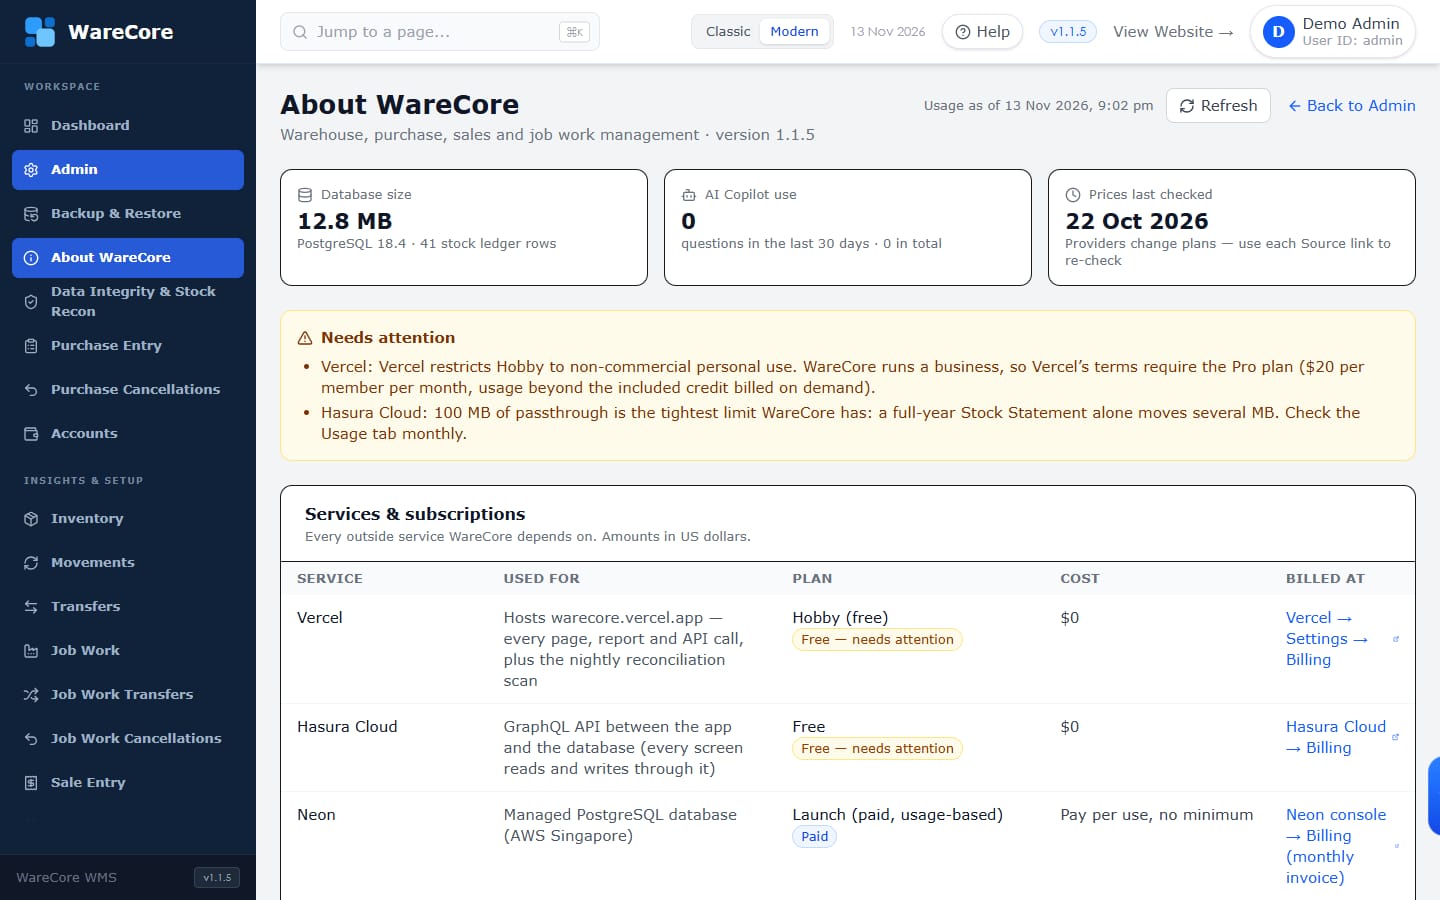 WareCore
WORKSPACE
Dashboard
Admin
Backup & Restore
About WareCore
Data Integrity & Stock
Recon
Purchase Entry
Purchase Cancellations
Accounts
INSIGHTS & SETUP
Inventory
Movements
Transfers
Job Work
Job Work Transfers
Job Work Cancellations
Sale Entry
WareCore WMS
v1.1.5
Jump to a page...
⌘K
Classic
Modern
13 Nov 2026
Help
v1.1.5
View Website →
D
Demo Admin
User ID: admin
About WareCore
Warehouse, purchase, sales and job work management · version 1.1.5
Usage as of 13 Nov 2026, 9:02 pm
Refresh
← Back to Admin
Database size
12.8 MB
PostgreSQL 18.4 · 41 stock ledger rows
AI Copilot use
0
questions in the last 30 days · 0 in total
Prices last checked
22 Oct 2026
Providers change plans — use each Source link to
re-check
Needs attention
• Vercel: Vercel restricts Hobby to non-commercial personal use. WareCore runs a business, so Vercel’s terms require the Pro plan ($20 per
member per month, usage beyond the included credit billed on demand).
• Hasura Cloud: 100 MB of passthrough is the tightest limit WareCore has: a full-year Stock Statement alone moves several MB. Check the
Usage tab monthly.
Services & subscriptions
Every outside service WareCore depends on. Amounts in US dollars.
SERVICE
USED FOR
PLAN
COST
BILLED AT
Vercel
Hosts warecore.vercel.app —
every page, report and API call,
plus the nightly reconciliation
scan
Hobby (free)
Free — needs attention
$0
Vercel →
Settings →
Billing
Hasura Cloud
GraphQL API between the app
and the database (every screen
reads and writes through it)
Free
Free — needs attention
$0
Hasura Cloud
→ Billing
Neon
Managed PostgreSQL database
(AWS Singapore)
Launch (paid, usage-based)
Paid
Pay per use, no minimum
Neon console
→ Billing
(monthly
invoice)